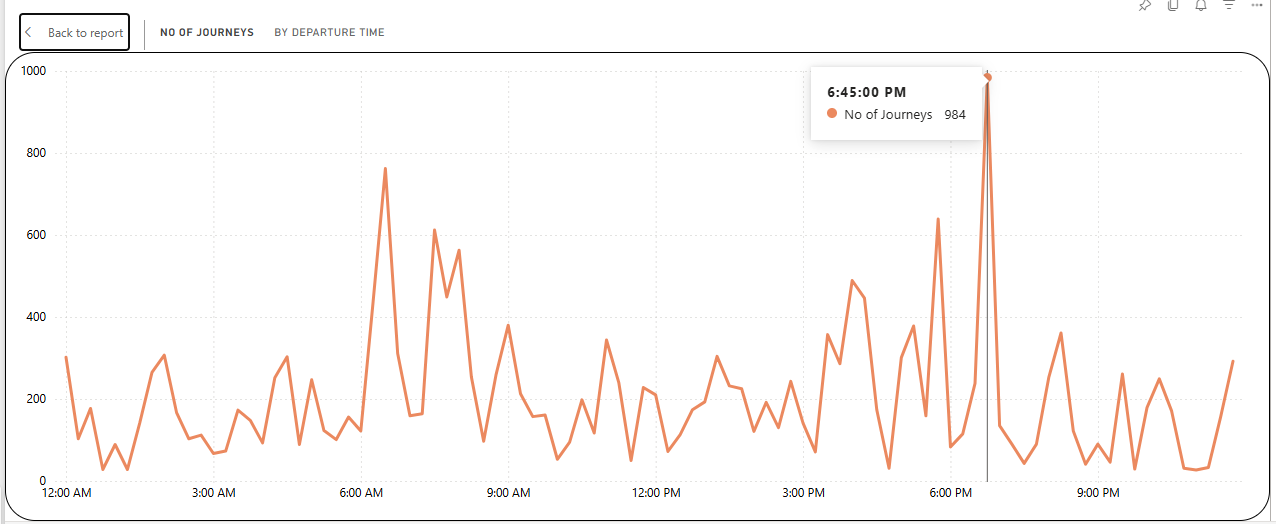 Back to report
NO OF JOURNEYS BY DEPARTURE TIME
1000
6:45:00 PM
No of Journeys 984
800
600
400
200
0
12:00 AM 3:00 AM 6:00 AM 9:00 AM 12:00 PM 3:00 PM 6:00 PM 9:00 PM